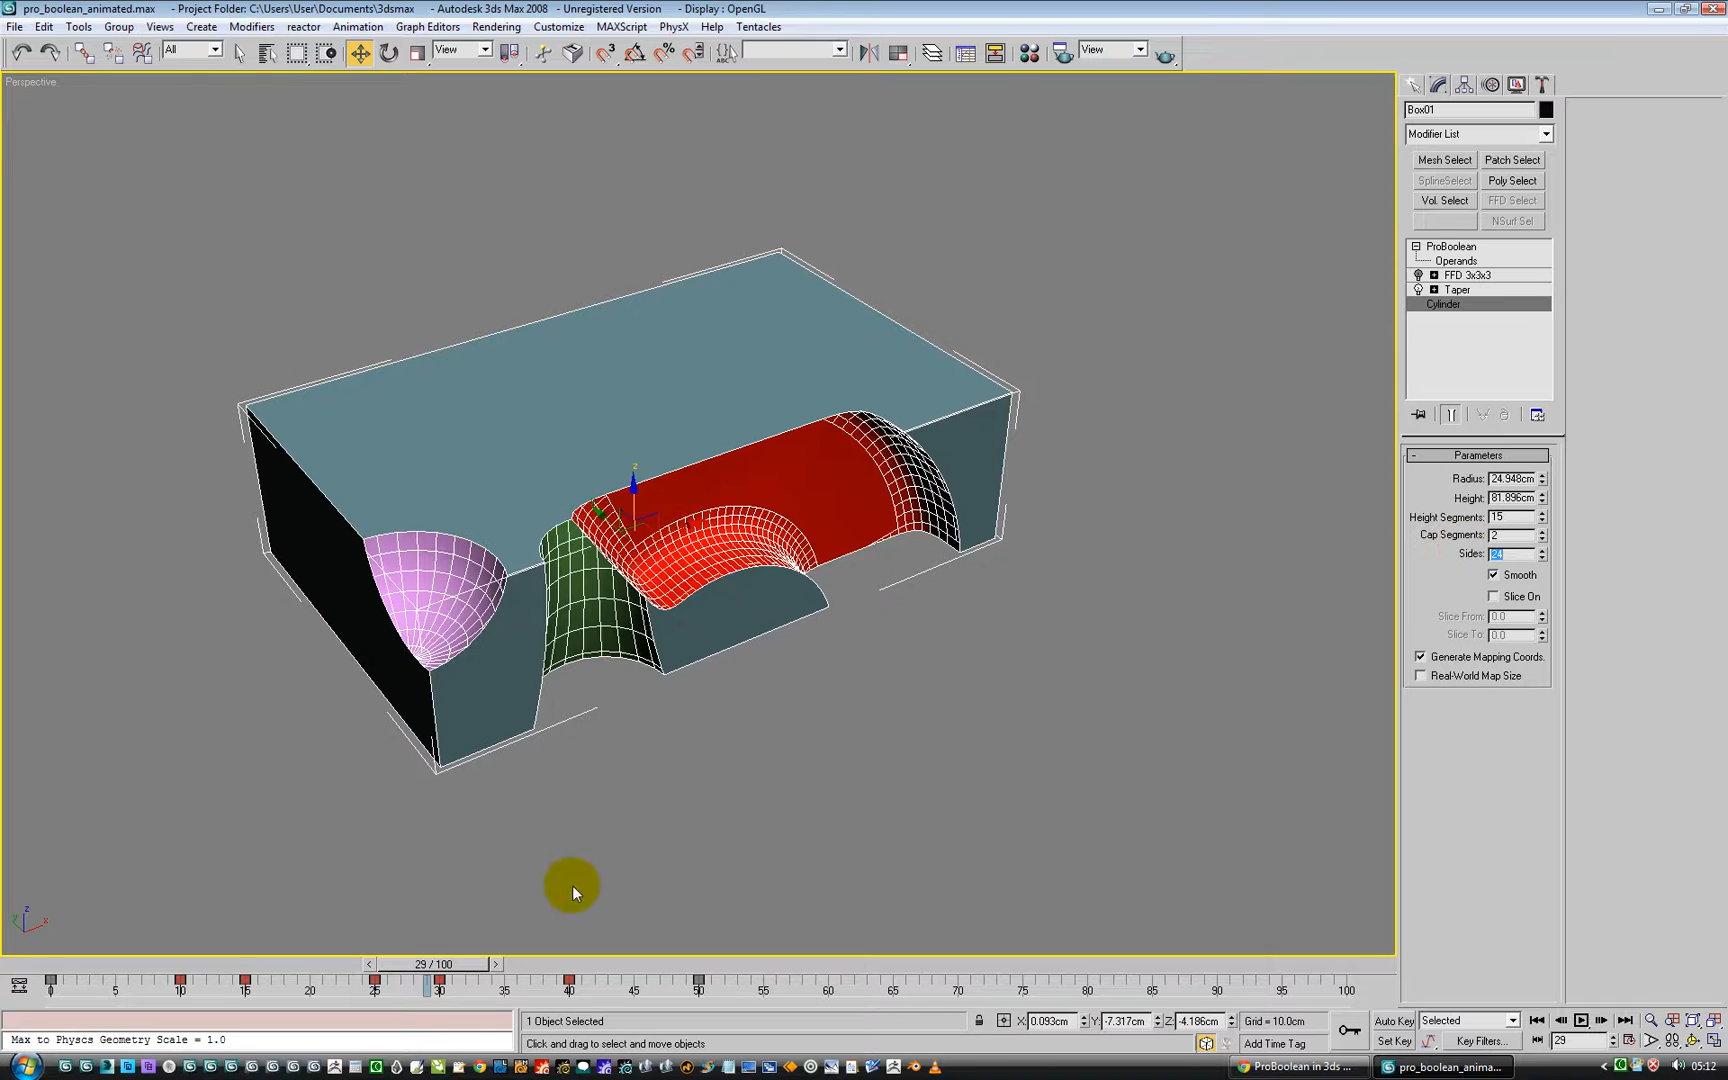 pro_boolean_animated.max - Project Folder: C:\Users\User\Documents\3dsmax - Autodesk 3ds Max 2008 - Unregistered Version - Display : OpenGL
File Edit Tools Group Views Create Modifiers reactor Animation Graph Editors Rendering Customize MAXScript PhysX Help Tentacles
All View View
Perspective
Box01
Modifier List
Mesh Select Patch Select
SplineSelect Poly Select
Vol. Select FFD Select
NSurf Sel
ProBoolean
Operands
FFD 3x3x3
Taper
Cylinder
- Parameters
Radius: 24.948cm
Height: 81.896cm
Height Segments: 15
Cap Segments: 2
Sides: 24
Smooth
Slice On
Slice From: 0.0
Slice To: 0.0
Generate Mapping Coords.
Real-World Map Size
z
z
x
< 29 / 100 >
0 5 10 15 20 25 30 35 40 45 50 55 60 65 70 75 80 85 90 95 100
1 Object Selected X: 0.093cm Y: -7.317cm Z: -4.186cm Grid = 10.0cm Auto Key Selected
Max to Physcs Geometry Scale = 1.0 Click and drag to select and move objects Add Time Tag Set Key Key Filters... 29
ProBoolean in 3ds ... pro_boolean_anima... 05:12